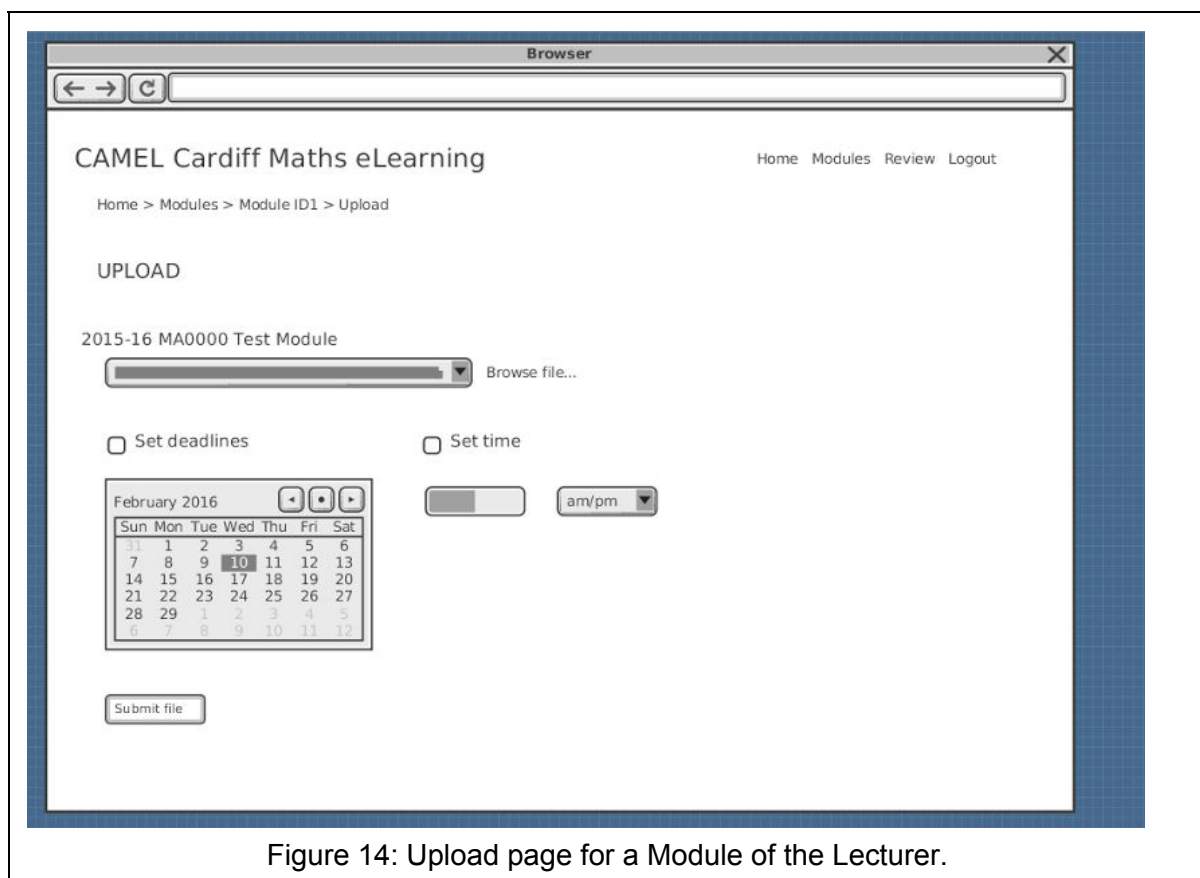 Browser
CAMEL Cardiff Maths eLearning
Home Modules Review Logout
Home > Modules > Module ID1 > Upload
UPLOAD
2015-16 MA0000 Test Module
Browse file...
Set deadlines
Set time
February 2016
am/pm
Sun Mon Tue Wed Thu Fri Sat
31 1 2 3 4 5 6
7 8 9 10 11 12 13
14 15 16 17 18 19 20
21 22 23 24 25 26 27
28 29 1 2 3 4 5
6 7 8 9 10 11 12
Submit file
Figure 14: Upload page for a Module of the Lecturer.